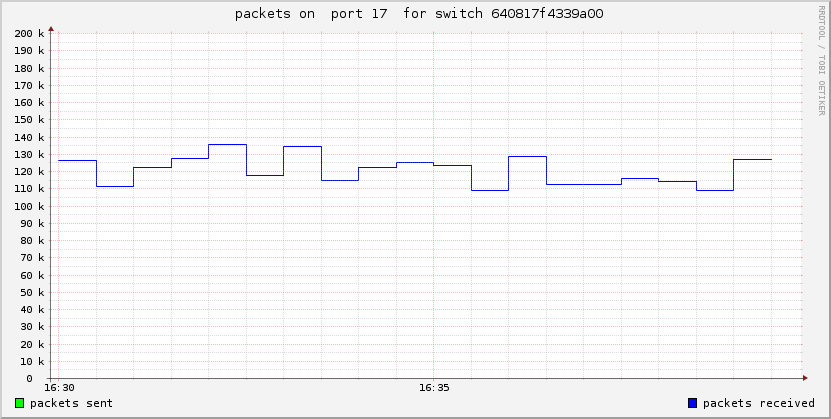 packets on  port 17  for switch 640817f4339a00
RRDTOOL / TOBI OETIKER
200 k
190 k
180 k
170 k
160 k
150 k
140 k
130 k
120 k
110 k
100 k
90 k
80 k
70 k
60 k
50 k
40 k
30 k
20 k
10 k
0
16:30 16:35
packets sent packets received